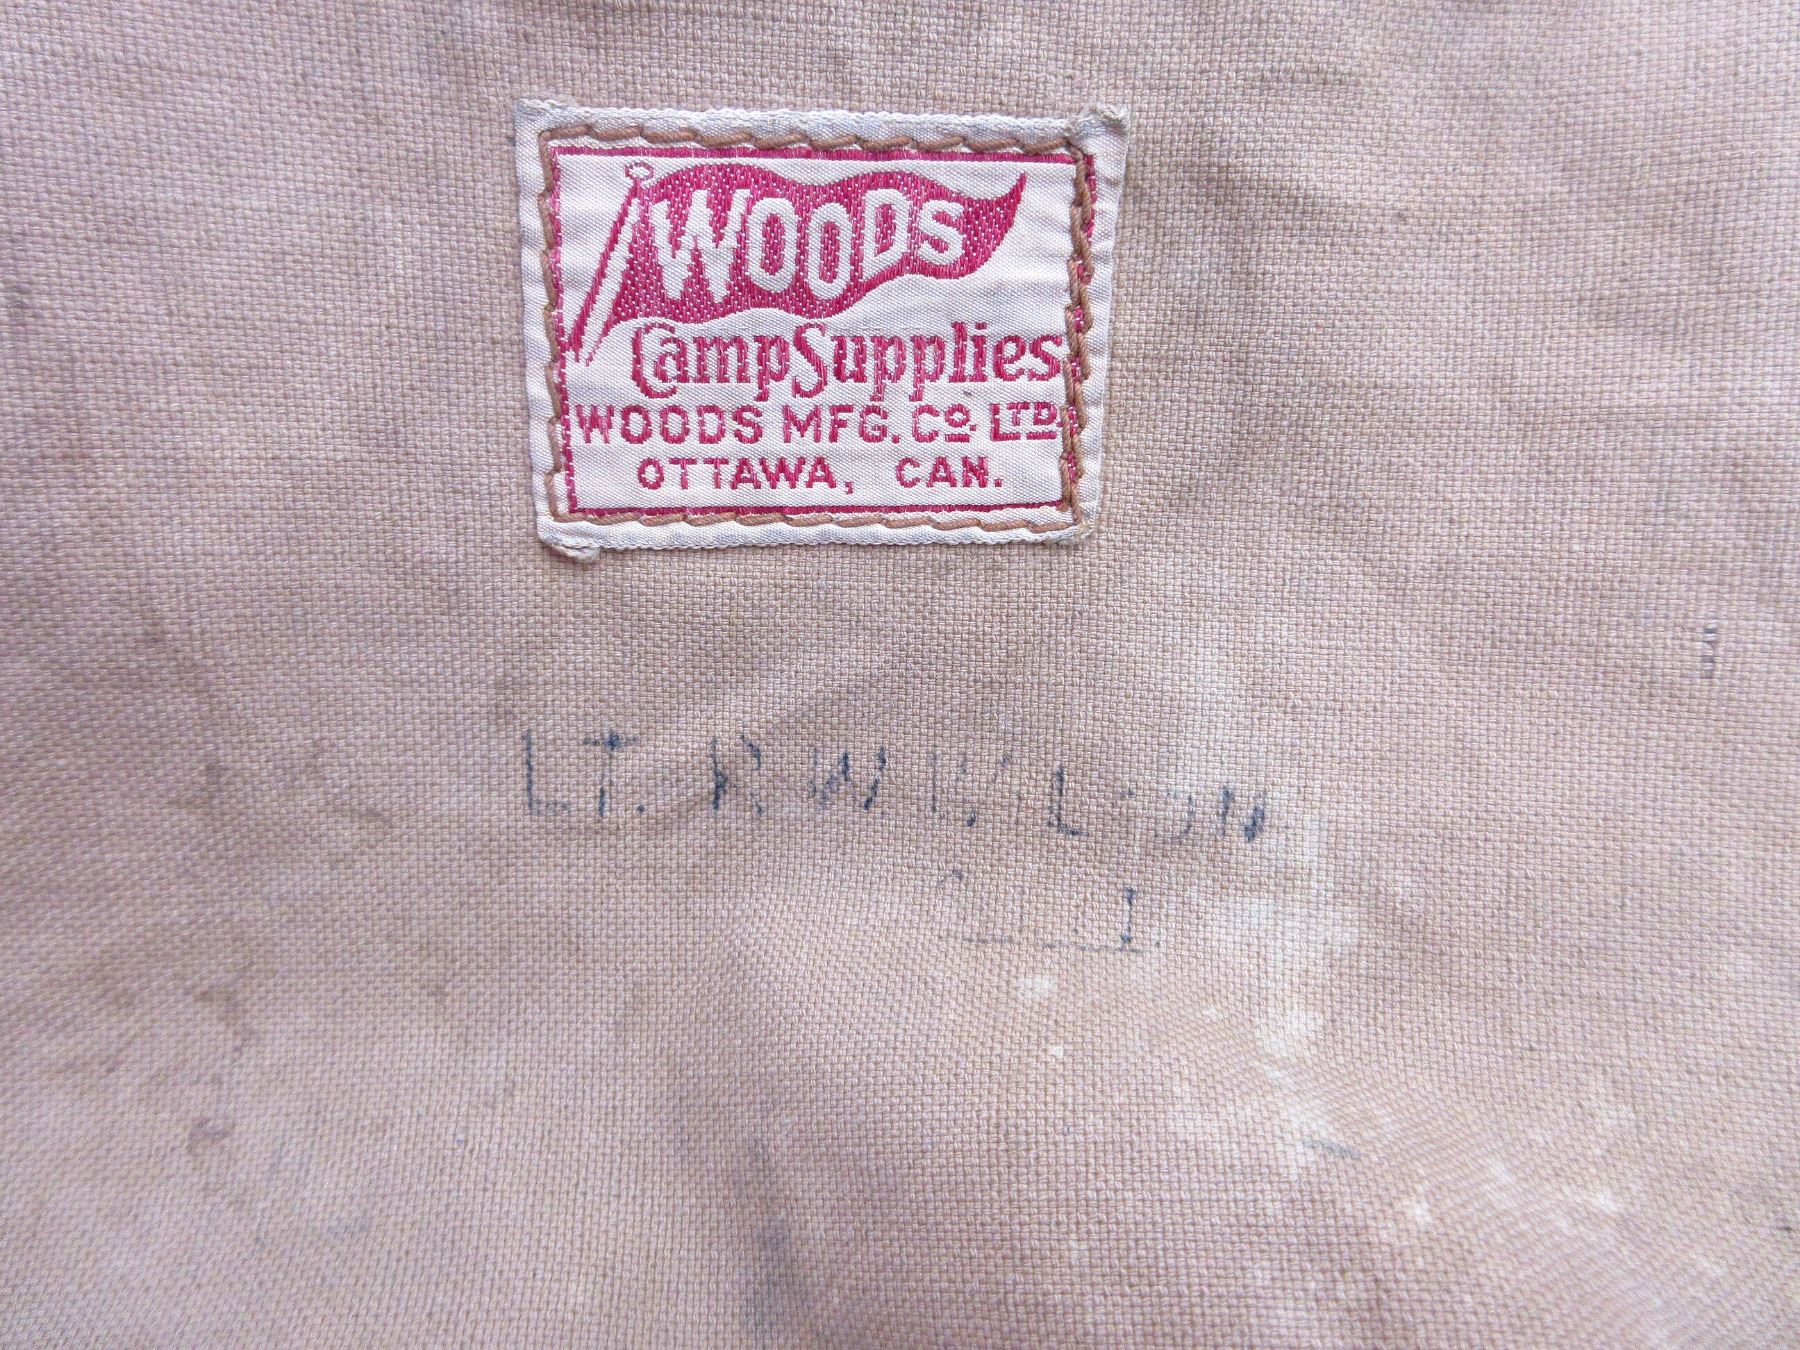 WOODS
Camp Supplies
WOODS MFG. Co. LTD.
OTTAWA, CAN.
LT. R W WILSON